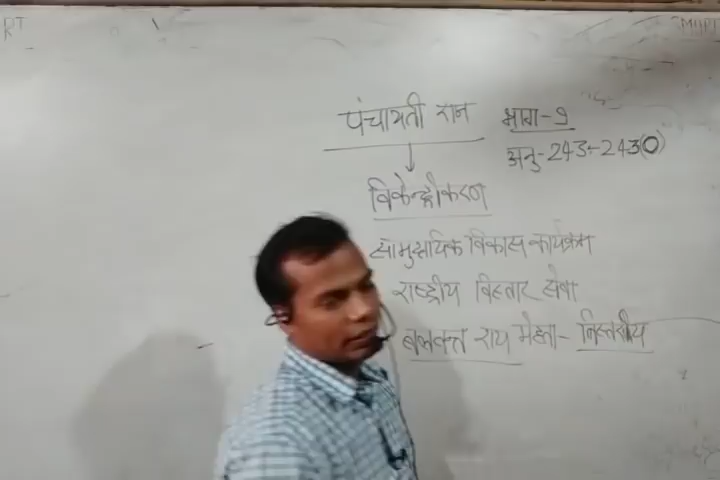 पंचायती राज भाग-9
अनु-243-243(O)
विकेन्द्रीकरण
सामुदायिक विकास कार्यक्रम
राष्ट्रीय विस्तार सेवा
बलवन्त राय मेहता- त्रिस्तरीय